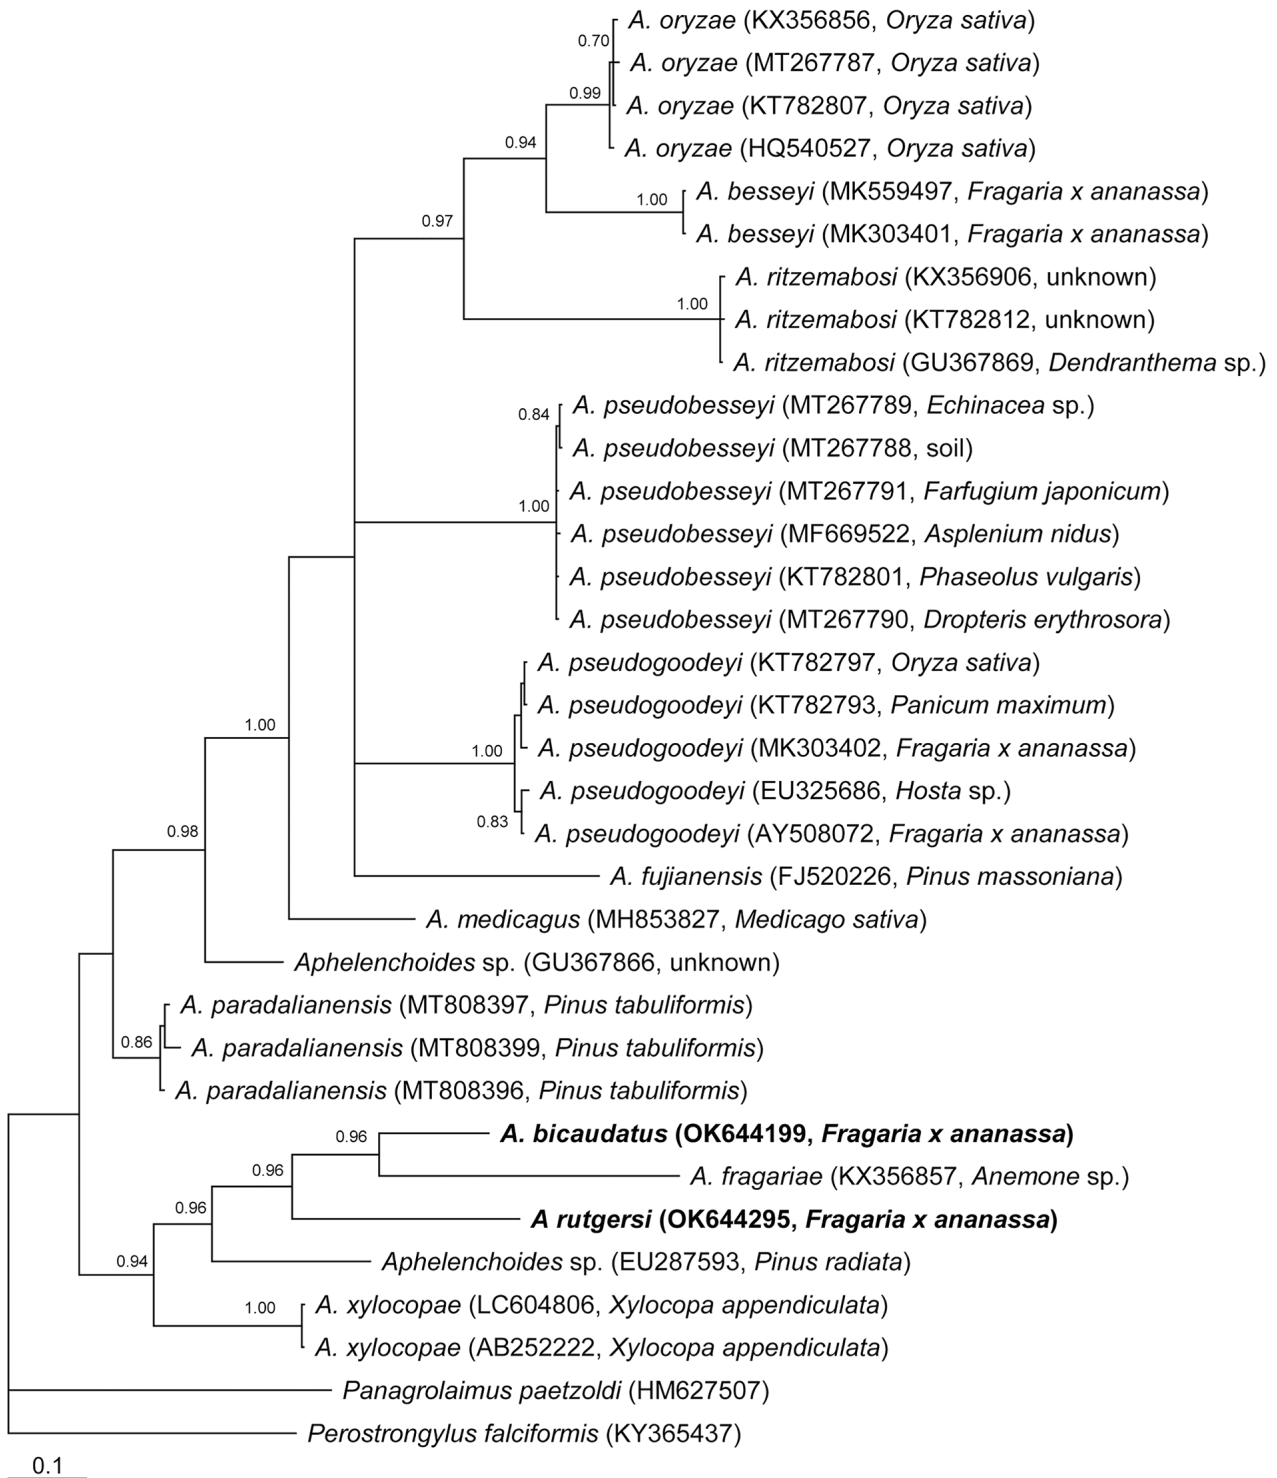 A. oryzae (KX356856, Oryza sativa)
0.70
A. oryzae (MT267787, Oryza sativa)
0.99
A. oryzae (KT782807, Oryza sativa)
0.94
A. oryzae (HQ540527, Oryza sativa)
1.00
A. besseyi (MK559497, Fragaria x ananassa)
0.97
A. besseyi (MK303401, Fragaria x ananassa)
A. ritzemabosi (KX356906, unknown)
1.00
A. ritzemabosi (KT782812, unknown)
A. ritzemabosi (GU367869, Dendranthema sp.)
A. pseudobesseyi (MT267789, Echinacea sp.)
0.84
A. pseudobesseyi (MT267788, soil)
A. pseudobesseyi (MT267791, Farfugium japonicum)
1.00
A. pseudobesseyi (MF669522, Asplenium nidus)
A. pseudobesseyi (KT782801, Phaseolus vulgaris)
A. pseudobesseyi (MT267790, Dropteris erythrosora)
A. pseudogoodeyi (KT782797, Oryza sativa)
A. pseudogoodeyi (KT782793, Panicum maximum)
1.00
A. pseudogoodeyi (MK303402, Fragaria x ananassa)
1.00
A. pseudogoodeyi (EU325686, Hosta sp.)
0.83
A. pseudogoodeyi (AY508072, Fragaria x ananassa)
0.98
A. fujianensis (FJ520226, Pinus massoniana)
A. medicagus (MH853827, Medicago sativa)
Aphelenchoides sp. (GU367866, unknown)
A. paradalianensis (MT808397, Pinus tabuliformis)
0.86
A. paradalianensis (MT808399, Pinus tabuliformis)
A. paradalianensis (MT808396, Pinus tabuliformis)
0.96
A. bicaudatus (OK644199, Fragaria x ananassa)
0.96
A. fragariae (KX356857, Anemone sp.)
0.96
A rutgersi (OK644295, Fragaria x ananassa)
0.94
Aphelenchoides sp. (EU287593, Pinus radiata)
1.00
A. xylocopae (LC604806, Xylocopa appendiculata)
A. xylocopae (AB252222, Xylocopa appendiculata)
Panagrolaimus paetzoldi (HM627507)
Perostrongylus falciformis (KY365437)
0.1